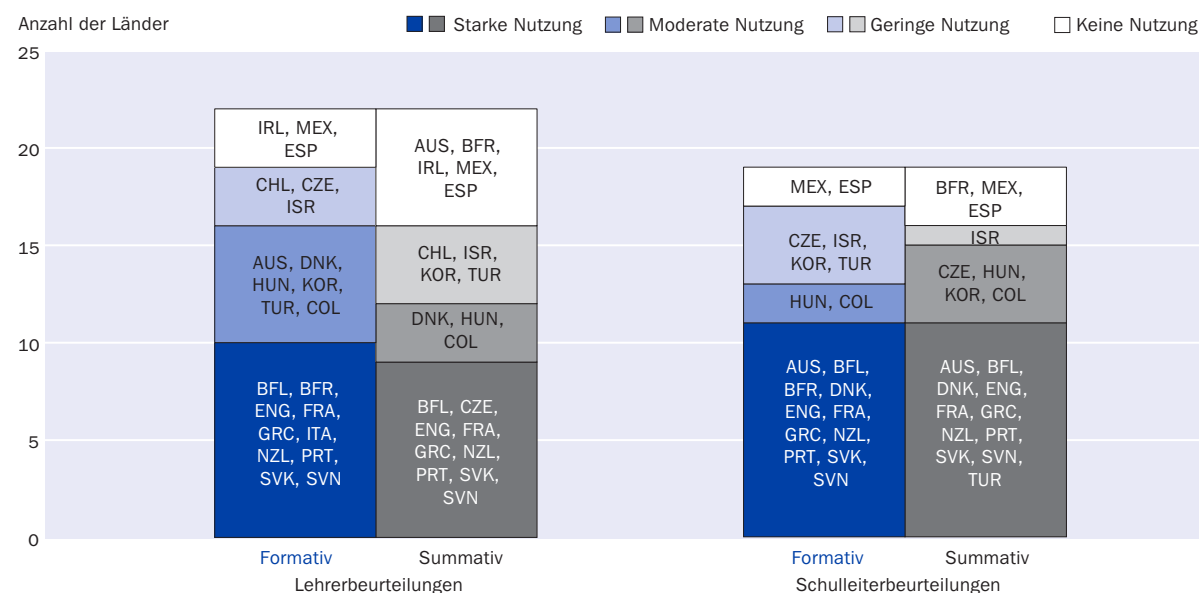 Anzahl der Länder
Starke Nutzung
Moderate Nutzung
Geringe Nutzung
Keine Nutzung
25
20
15
10
5
0
IRL, MEX,
ESP
CHL, CZE,
ISR
AUS, DNK,
HUN, KOR,
TUR, COL
BFL, BFR,
ENG, FRA,
GRC, ITA,
NZL, PRT,
SVK, SVN
AUS, BFR,
IRL, MEX,
ESP
CHL, ISR,
KOR, TUR
DNK, HUN,
COL
BFL, CZE,
ENG, FRA,
GRC, NZL,
PRT, SVK,
SVN
MEX, ESP
CZE, ISR,
KOR, TUR
HUN, COL
AUS, BFL,
BFR, DNK,
ENG, FRA,
GRC, NZL,
PRT, SVK,
SVN
BFR, MEX,
ESP
ISR
CZE, HUN,
KOR, COL
AUS, BFL,
DNK, ENG,
FRA, GRC,
NZL, PRT,
SVK, SVN,
TUR
Formativ
Summativ
Lehrerbeurteilungen
Formativ
Summativ
Schulleiterbeurteilungen